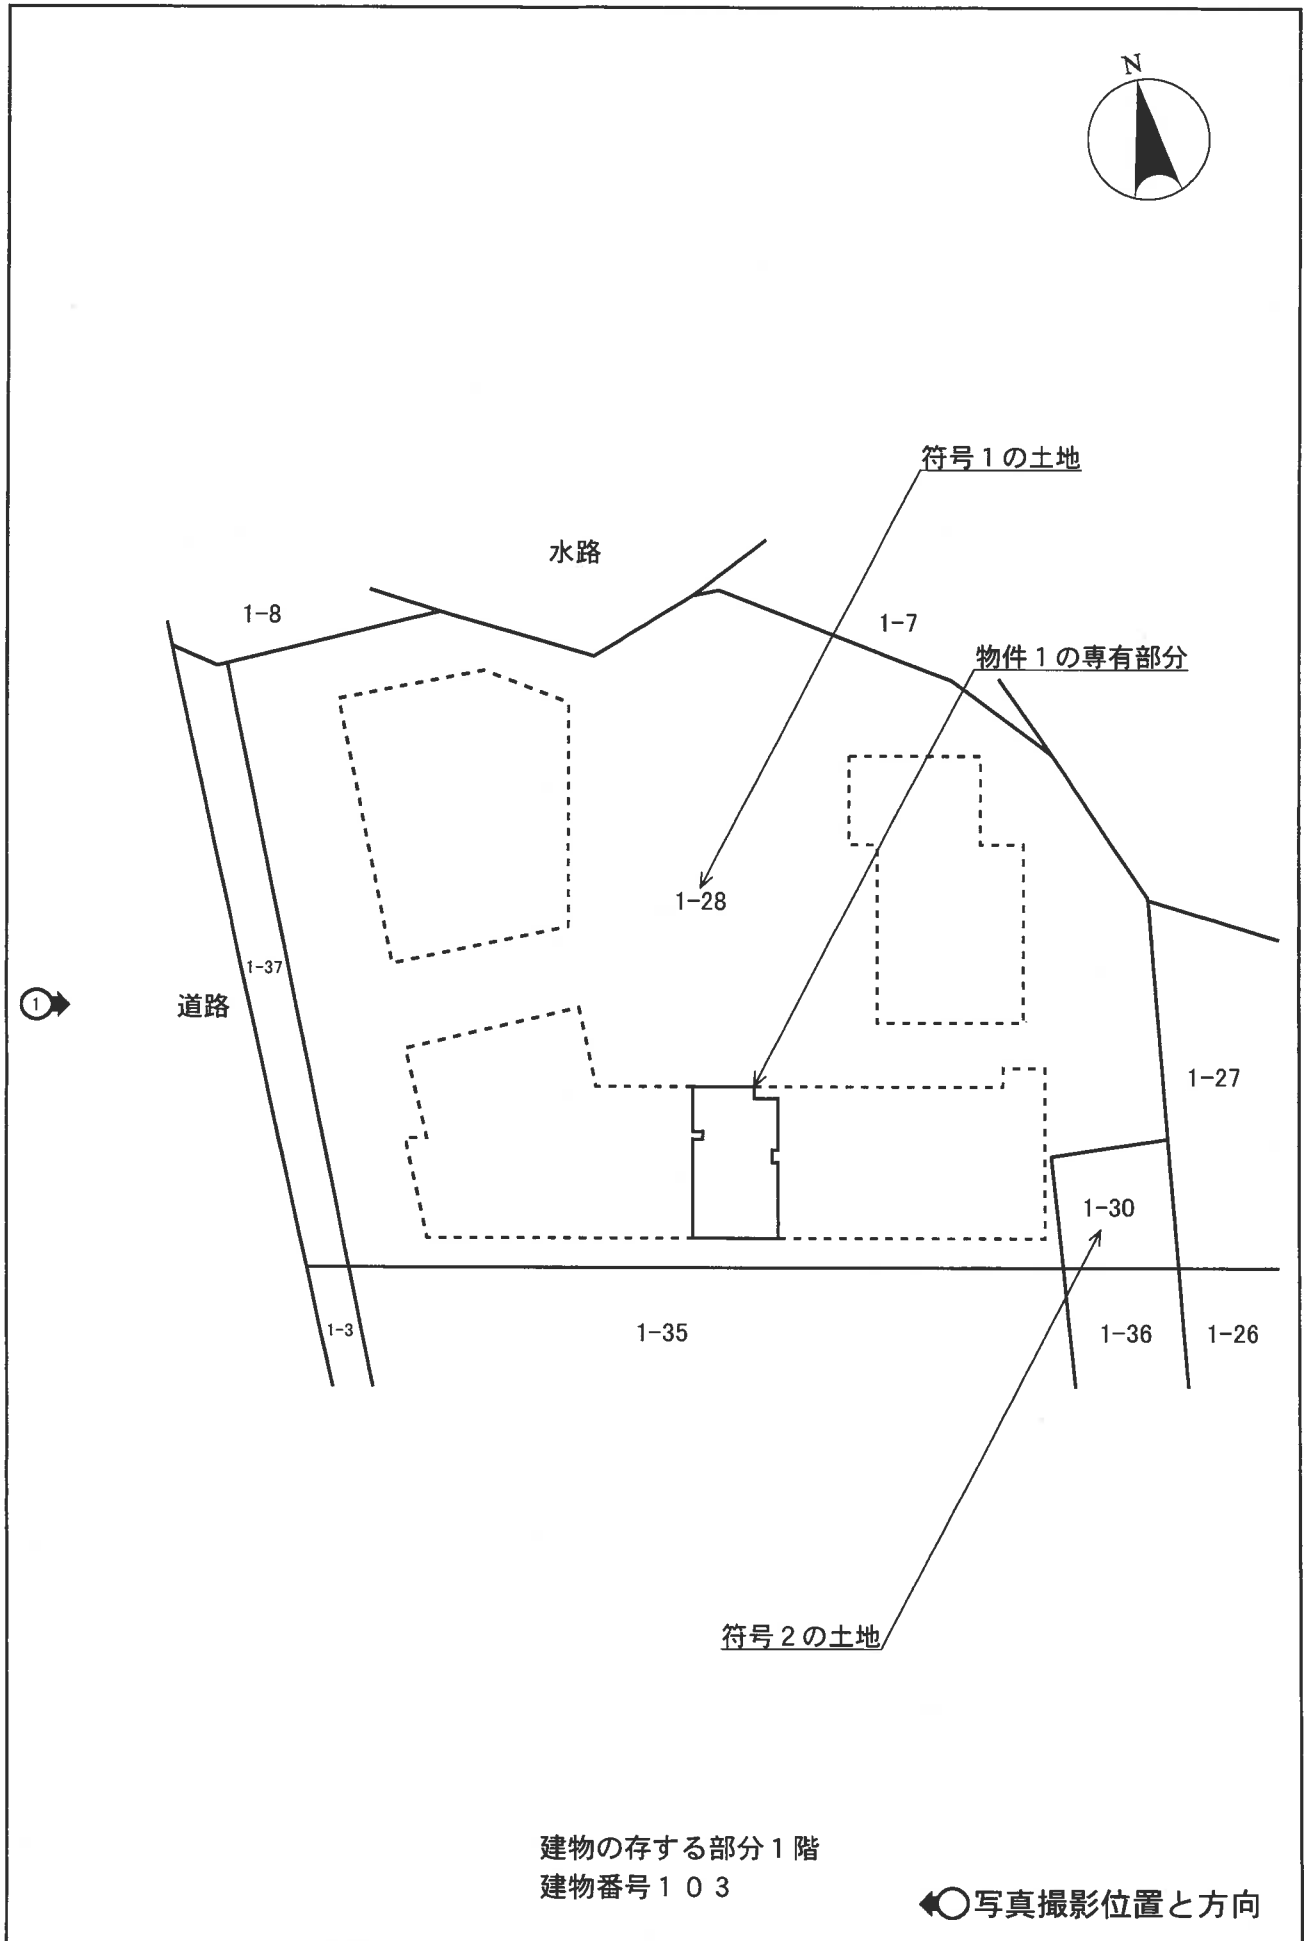 N
符号１の土地
水路
1-8
1-7
物件１の専有部分
1-28
1-37
1
道路
1-27
1-30
1-3
1-35
1-36
1-26
符号２の土地
建物の存する部分１階
建物番号１０３
写真撮影位置と方向